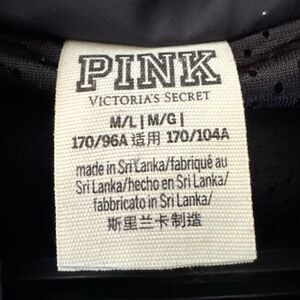 PINK
VICTORIA'S SECRET
M/L | M/G |
170/96A 适用 170/104A
made in Sri Lanka/fabriqué au
Sri Lanka/hecho en Sri Lanka/
fabbricato in Sri Lanka/
斯里兰卡制造